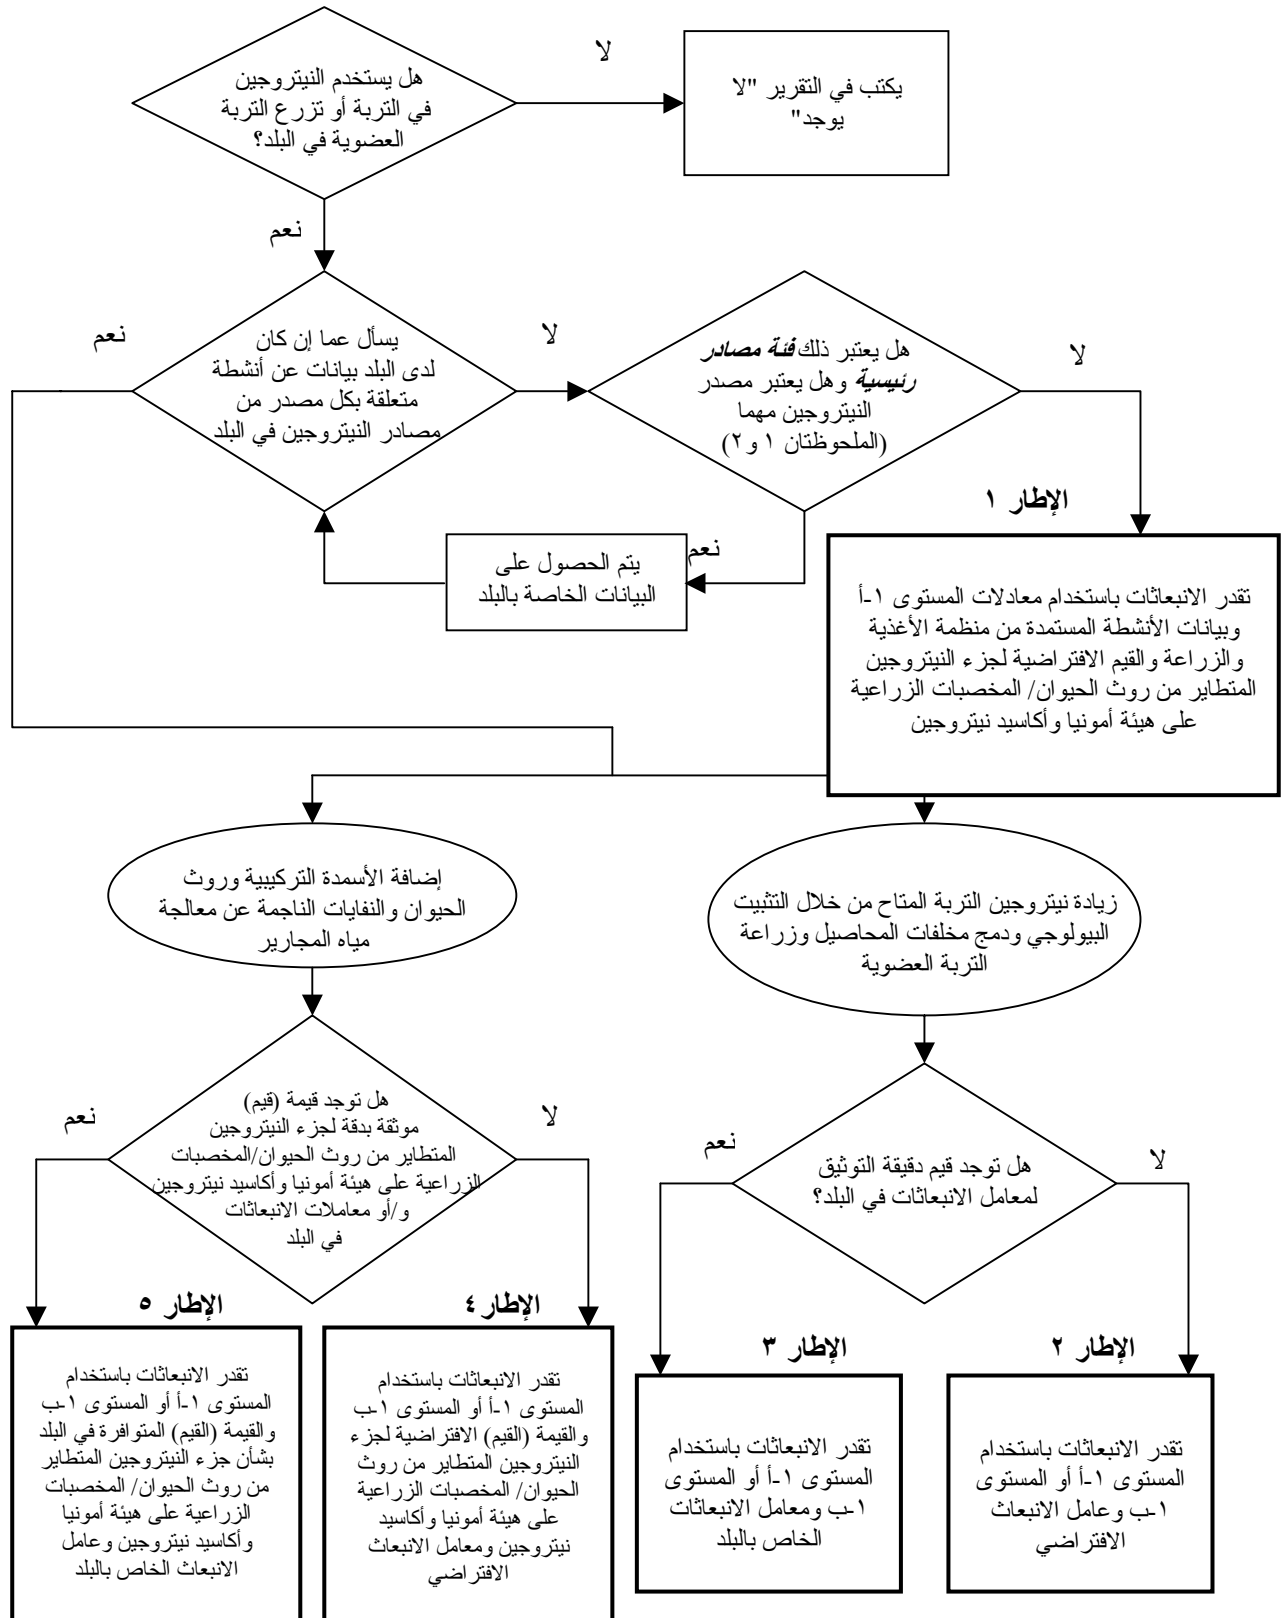 هل يستخدم النيتروجين
في التربة أو تزرع التربة
العضوية في البلد؟
لا
يكتب في التقرير "لا
يوجد"
نعم
يسأل عما إن كان
لدى البلد بيانات عن أنشطة
متعلقة بكل مصدر من
مصادر النيتروجين في البلد
نعم
لا
هل يعتبر ذلك فئة مصادر
رئيسية وهل يعتبر مصدر
النيتروجين مهما
(الملحوظتان ١ و ٢)
لا
نعم
يتم الحصول على
البيانات الخاصة بالبلد
الإطار ١
تقدر الانبعاثات باستخدام معادلات المستوى ١-أ
وبيانات الأنشطة المستمدة من منظمة الأغذية
والزراعة والقيم الافتراضية لجزء النيتروجين
المتطاير من روث الحيوان/ المخصبات الزراعية
على هيئة أمونيا وأكاسيد نيتروجين
زيادة نيتروجين التربة المتاح من خلال التثبيت
البيولوجي ودمج مخلفات المحاصيل وزراعة
التربة العضوية
إضافة الأسمدة التركيبية وروث
الحيوان والنفايات الناجمة عن معالجة
مياه المجارير
هل توجد قيم دقيقة التوثيق
لمعامل الانبعاثات في البلد؟
لا
نعم
هل توجد قيمة (قيم)
موثقة بدقة لجزء النيتروجين
المتطاير من روث الحيوان/المخصبات
الزراعية على هيئة أمونيا وأكاسيد نيتروجين
و/أو معاملات الانبعاثات
في البلد
لا
نعم
الإطار ٢
تقدر الانبعاثات باستخدام
المستوى ١-أ أو المستوى
١-ب وعامل الانبعاث
الافتراضي
الإطار ٣
تقدر الانبعاثات باستخدام
المستوى ١-أ أو المستوى
١-ب ومعامل الانبعاثات
الخاص بالبلد
الإطار ٤
تقدر الانبعاثات باستخدام
المستوى ١-أ أو المستوى ١-ب
والقيمة (القيم) الافتراضية لجزء
النيتروجين المتطاير من روث
الحيوان/ المخصبات الزراعية
على هيئة أمونيا وأكاسيد
نيتروجين ومعامل الانبعاث
الافتراضي
الإطار ٥
تقدر الانبعاثات باستخدام
المستوى ١-أ أو المستوى ١-ب
والقيمة (القيم) المتوافرة في البلد
بشأن جزء النيتروجين المتطاير
من روث الحيوان/ المخصبات
الزراعية على هيئة أمونيا
وأكاسيد نيتروجين وعامل
الانبعاث الخاص بالبلد